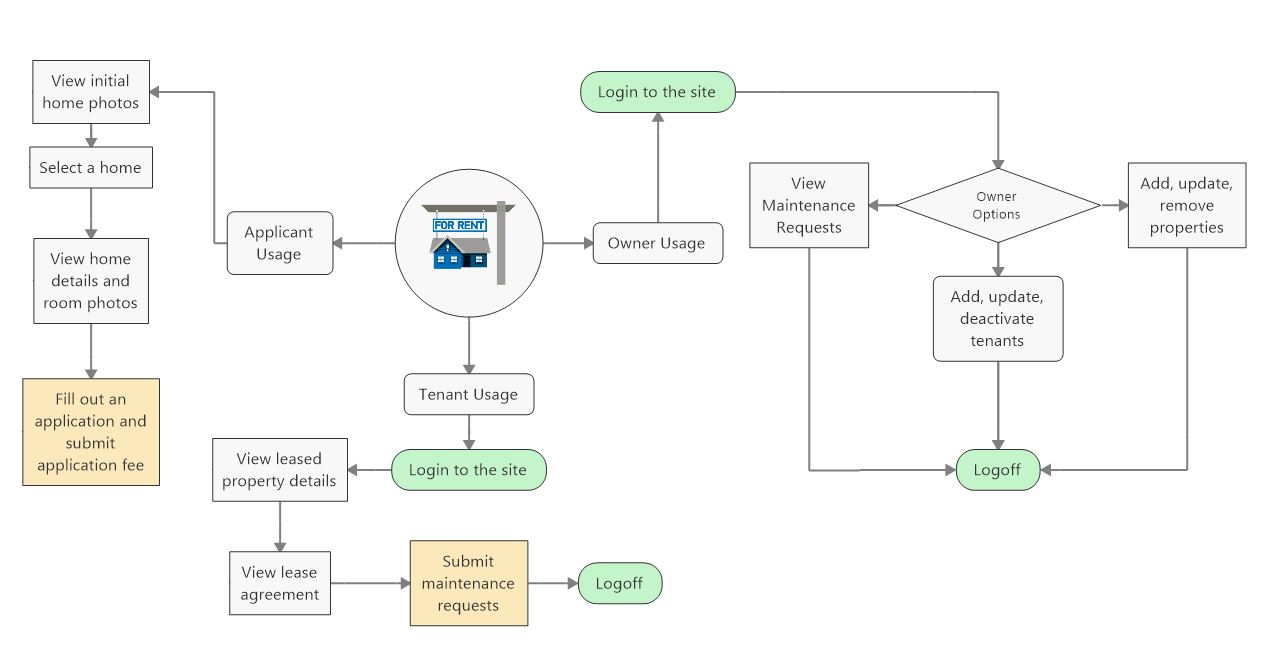 View initial
home photos
Select a home
View home
details and
room photos
Fill out an
application and
submit
application fee
Applicant
Usage
FOR RENT
Owner Usage
Login to the site
Owner
Options
View
Maintenance
Requests
Add, update,
deactivate
tenants
Add, update,
remove
properties
Logoff
Tenant Usage
Login to the site
View leased
property details
View lease
agreement
Submit
maintenance
requests
Logoff